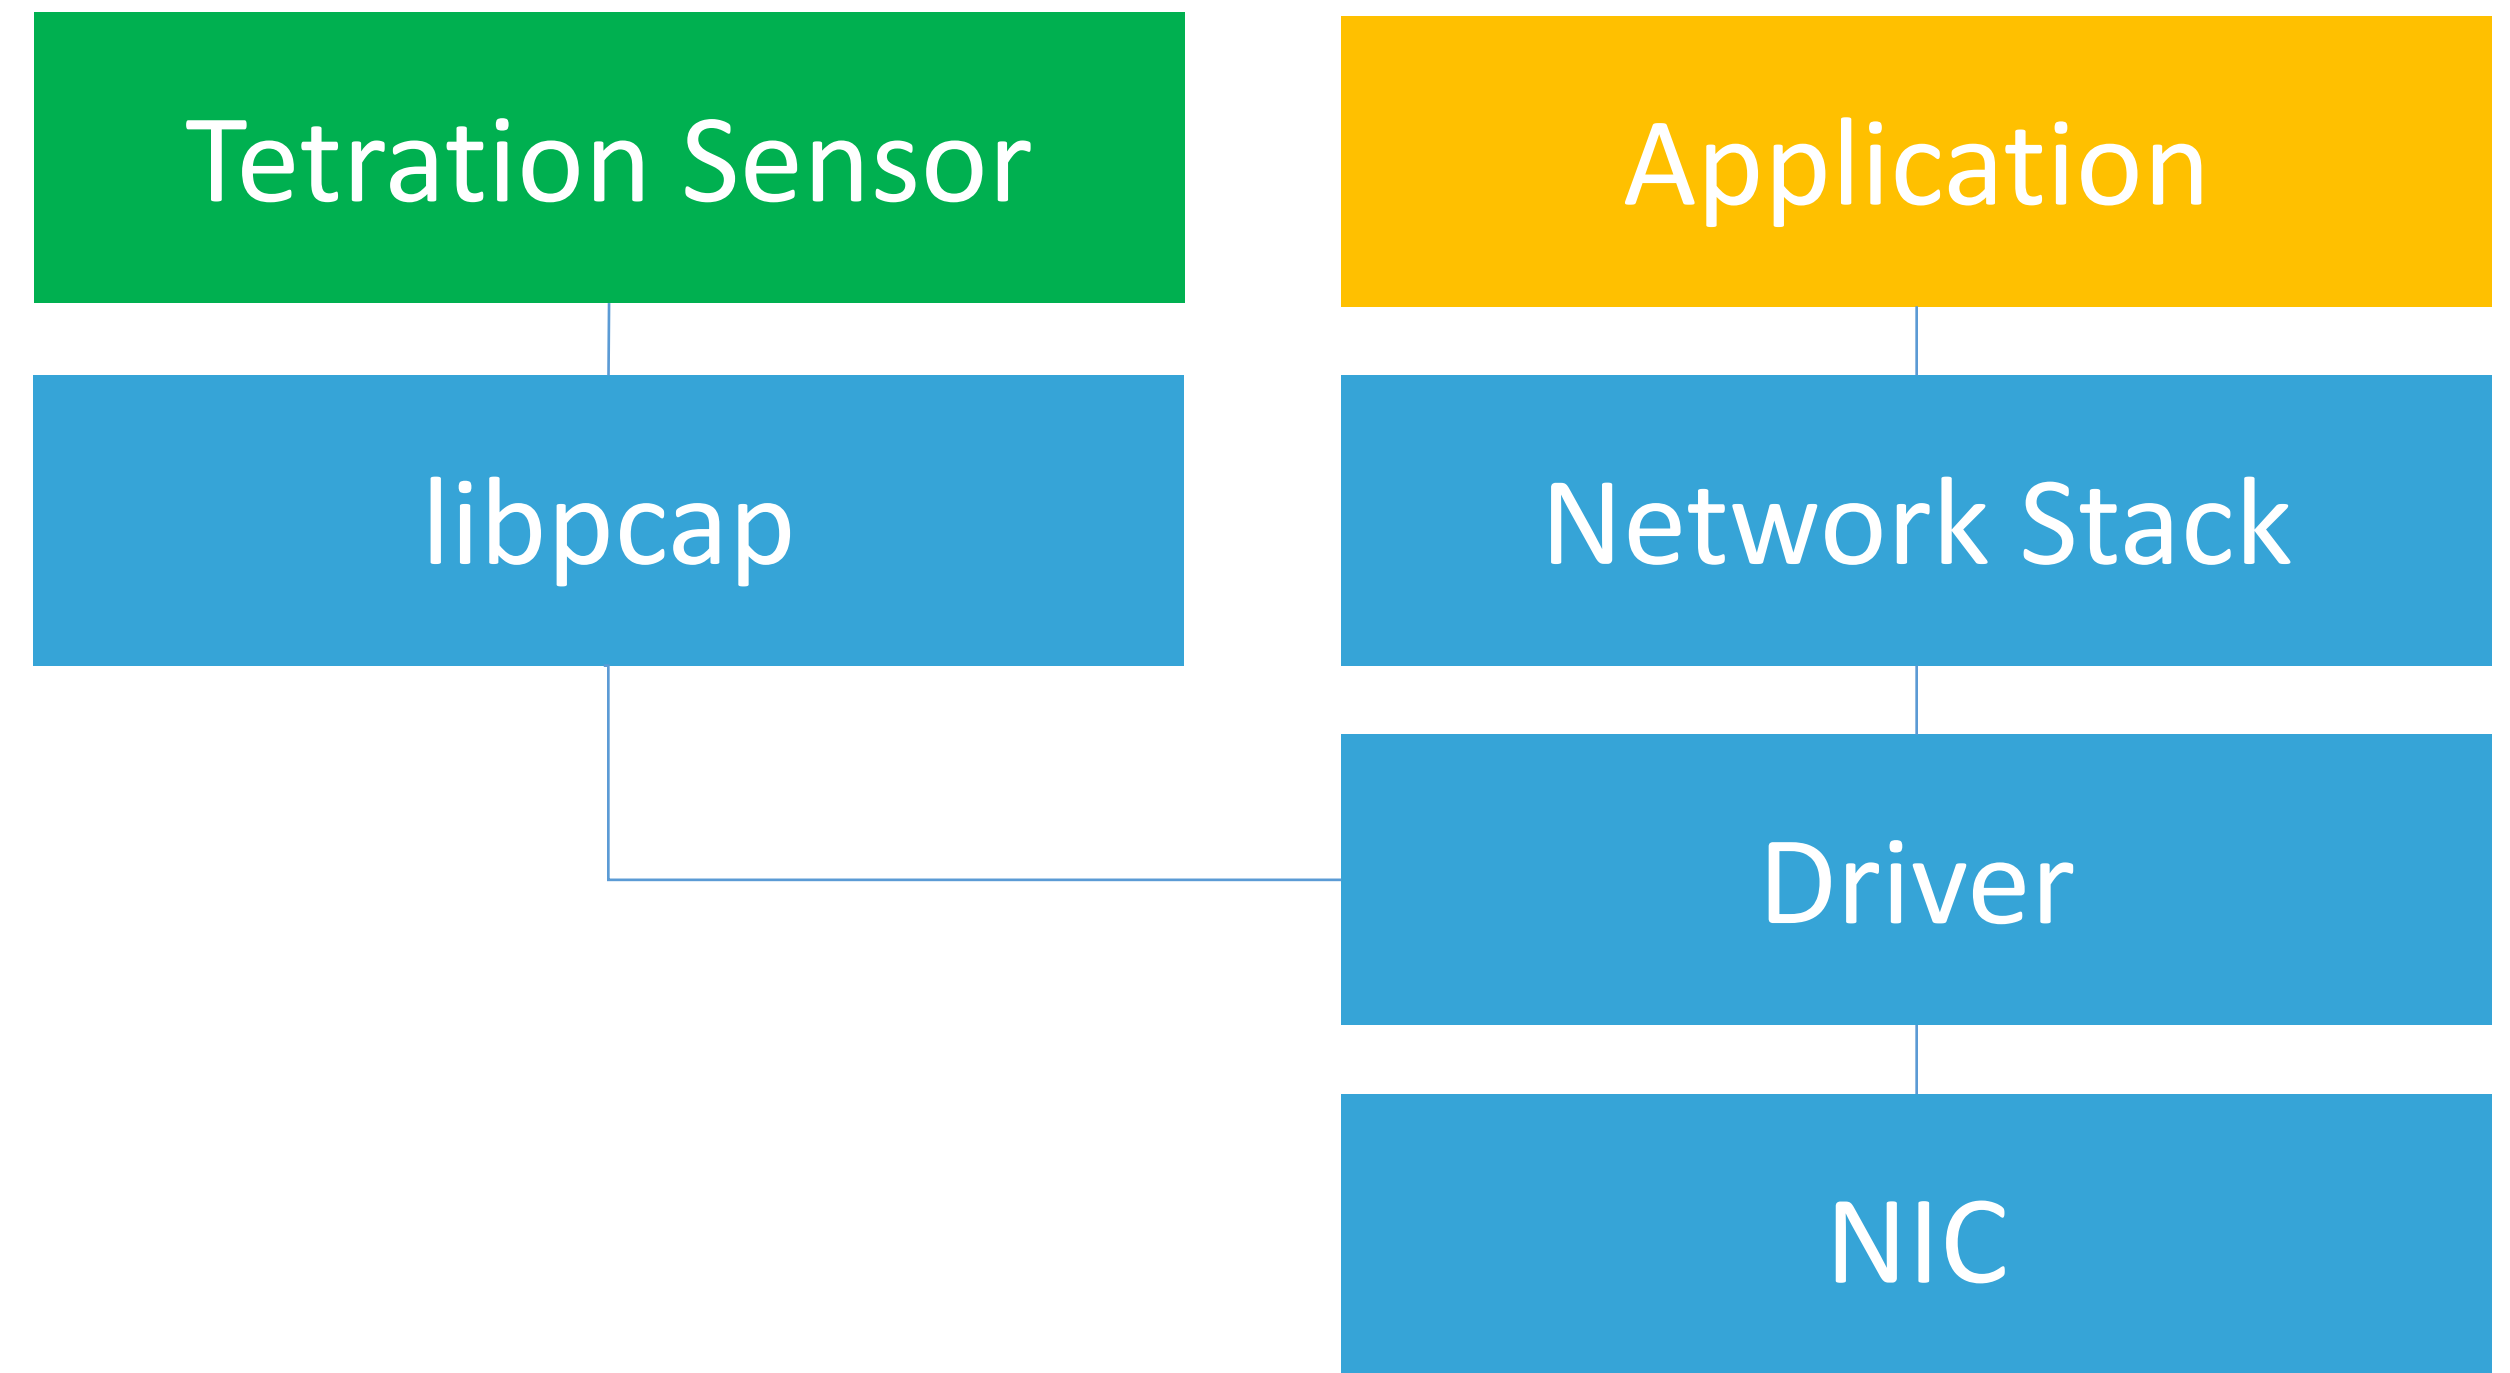 Tetration Sensor
Application
libpcap
Network Stack
Driver
NIC